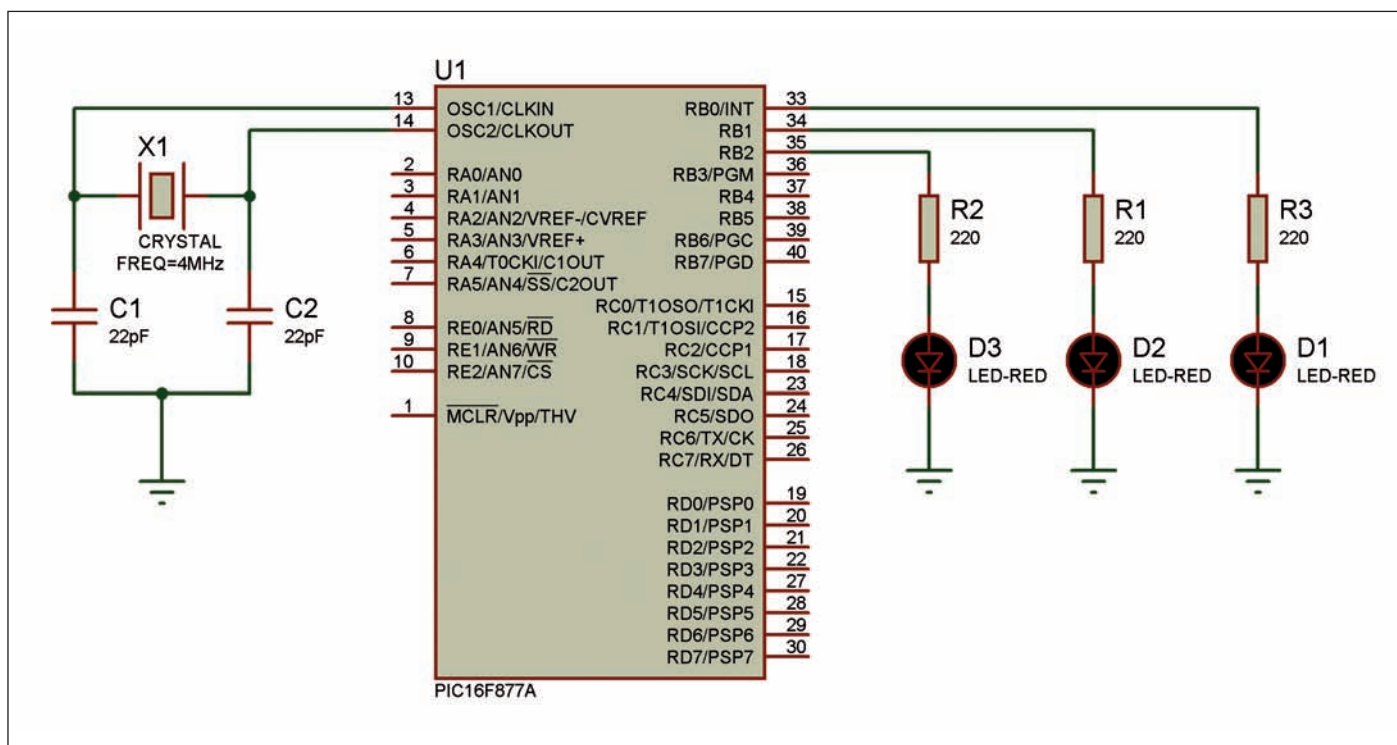 U1
13
OSC1/CLKIN
14
OSC2/CLKOUT
2
RA0/AN0
3
RA1/AN1
4
RA2/AN2/VREF-/CVREF
5
RA3/AN3/VREF+
6
RA4/T0CKI/C1OUT
7
RA5/AN4/SS/C2OUT
8
RE0/AN5/RD
9
RE1/AN6/WR
10
RE2/AN7/CS
1
MCLR/Vpp/THV
RB0/INT
33
RB1
34
RB2
35
RB3/PGM
36
RB4
37
RB5
38
RB6/PGC
39
RB7/PGD
40
RC0/T1OSO/T1CKI
15
RC1/T1OSI/CCP2
16
RC2/CCP1
17
RC3/SCK/SCL
18
RC4/SDI/SDA
23
RC5/SDO
24
RC6/TX/CK
25
RC7/RX/DT
26
RD0/PSP0
19
RD1/PSP1
20
RD2/PSP2
21
RD3/PSP3
22
RD4/PSP4
27
RD5/PSP5
28
RD6/PSP6
29
RD7/PSP7
30
PIC16F877A
X1
CRYSTAL
FREQ=4MHz
C1
22pF
C2
22pF
R2
220
R1
220
R3
220
D3
LED-RED
D2
LED-RED
D1
LED-RED